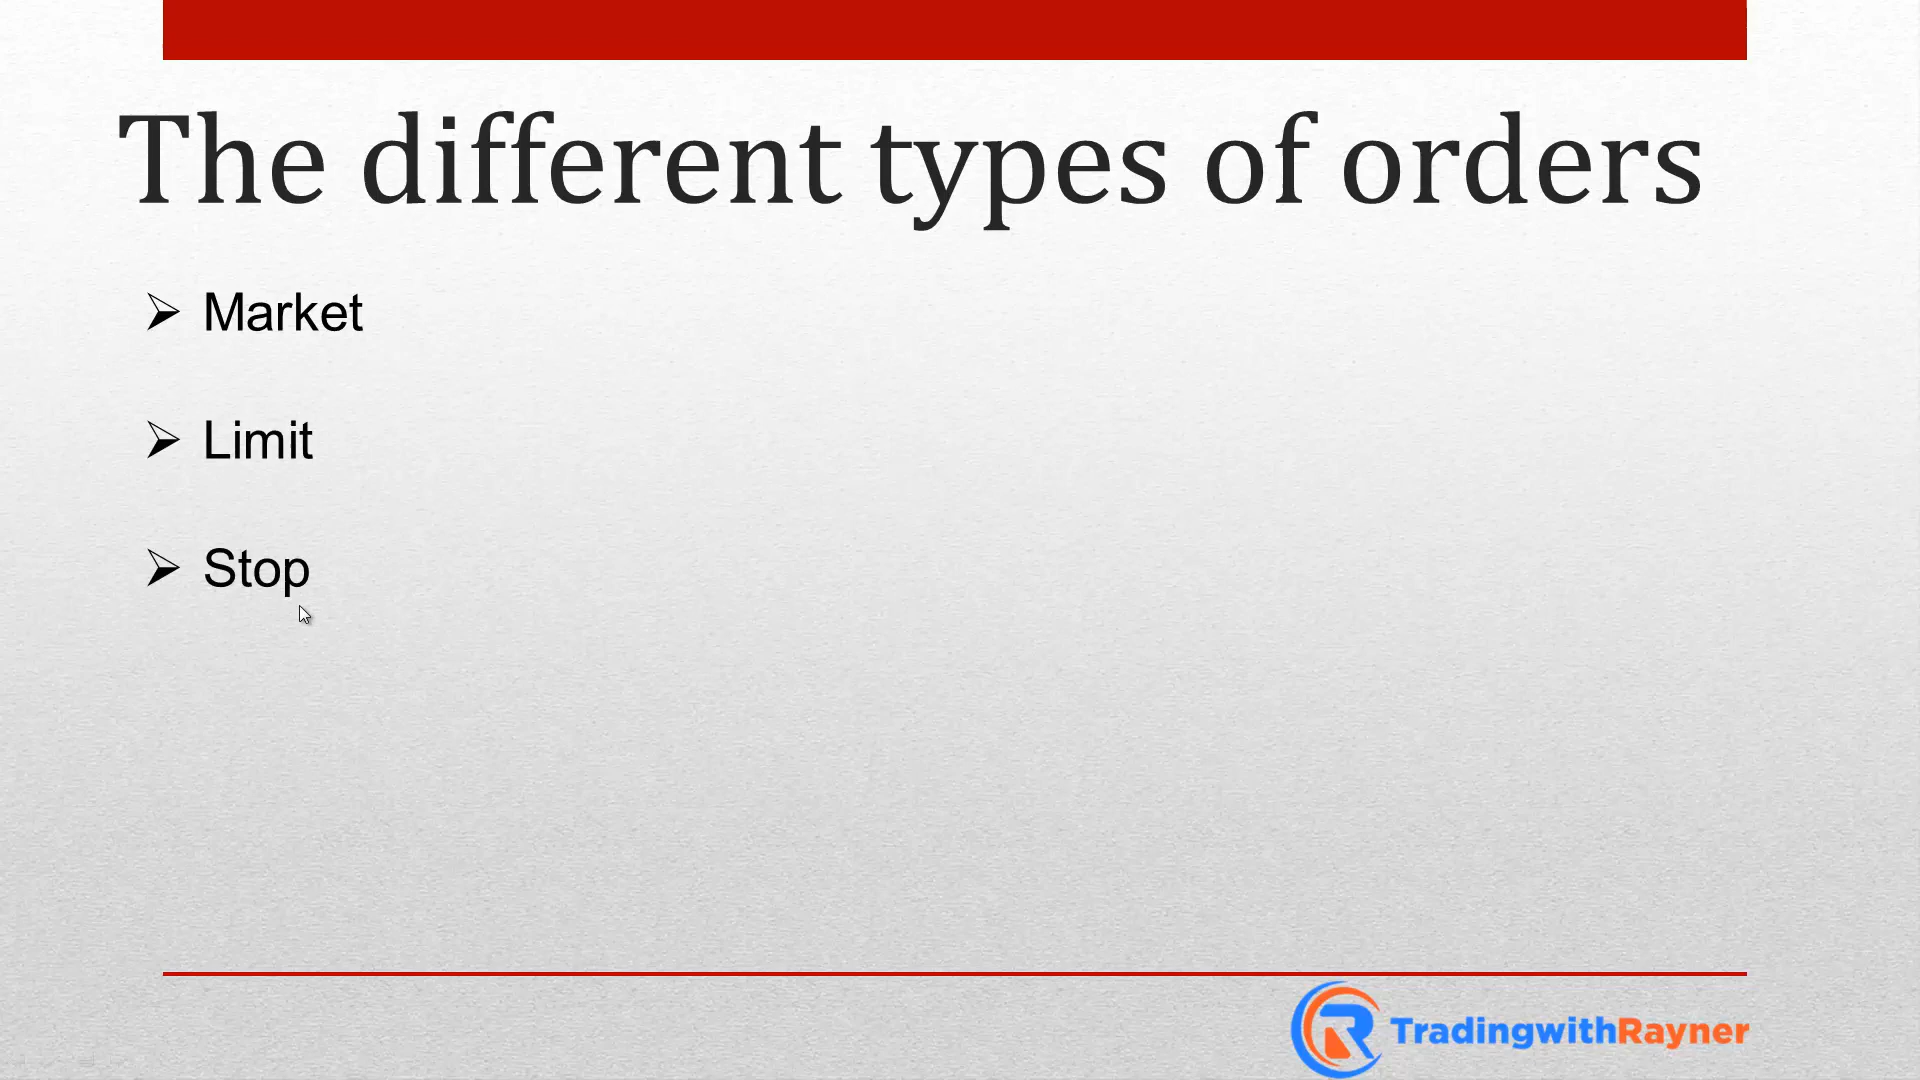 The different types of orders
Market
Limit
Stop
TradingwithRayner